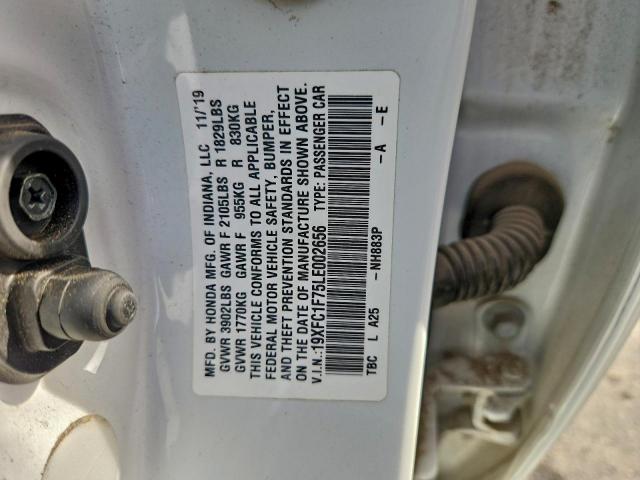 MFD. BY HONDA MFG. OF INDIANA, LLC 11/'19
GVWR 3902LBS GAWR F 2105LBS R 1829LBS
GVWR 1770KG GAWR F 955KG R 830KG
THIS VEHICLE CONFORMS TO ALL APPLICABLE
FEDERAL MOTOR VEHICLE SAFETY, BUMPER,
AND THEFT PREVENTION STANDARDS IN EFFECT
ON THE DATE OF MANUFACTURE SHOWN ABOVE.
V.I.N.:19XFC1F75LE002656 TYPE: PASSENGER CAR
TBC L A25 -NH883P -A -E